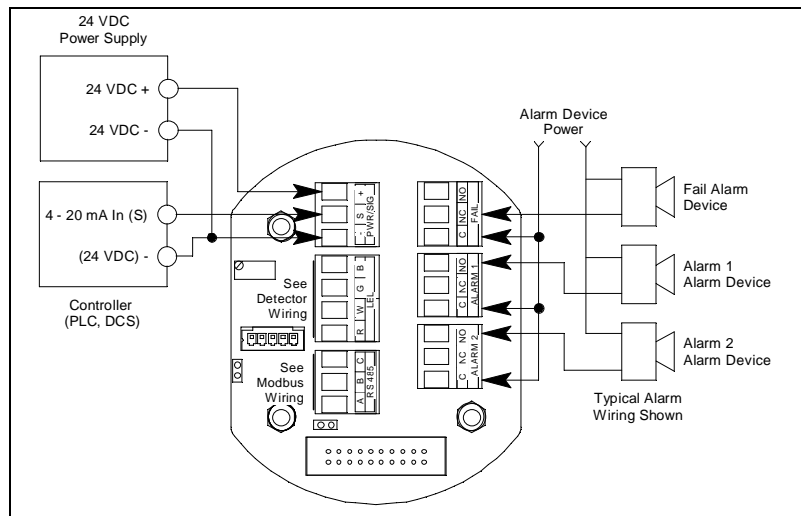 24 VDC
Power Supply
24 VDC +
24 VDC -
4 - 20 mA In (S)
(24 VDC) -
Controller
(PLC, DCS)
+
S
-
PWR/SIG
See
Detector
Wiring
B
G
W
R
LEL
See
Modbus
Wiring
C
B
A
RS 485
NO
NC
C
FAIL
NO
NC
C
ALARM 1
NO
NC
C
ALARM 2
Alarm Device
Power
Fail Alarm
Device
Alarm 1
Alarm Device
Alarm 2
Alarm Device
Typical Alarm
Wiring Shown